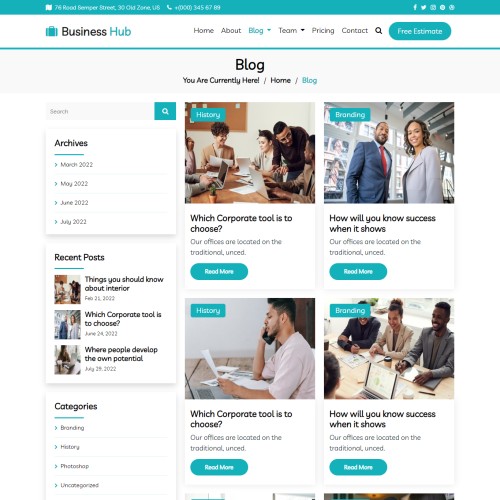 76 Road Semper Street, 30 Old Zone, US
+(000) 345 67 89
Business Hub
Home
About
Blog
Team
Pricing
Contact
Free Estimate
Blog
You Are Currently Here! / Home / Blog
Search
Archives
March 2022
May 2022
June 2022
July 2022
Recent Posts
Things you should know
about interior
Feb 21, 2022
Which Corporate tool is
to choose?
June 24, 2022
Where people develop
the own potential
July 29, 2022
Categories
Branding
History
Photoshop
Uncategorized
History
Which Corporate tool is to
choose?
Our offices are located on the
traditional, unced.
Read More
Branding
How will you know success
when it shows
Our offices are located on the
traditional, unced.
Read More
History
Which Corporate tool is to
choose?
Our offices are located on the
traditional, unced.
Read More
Branding
How will you know success
when it shows
Our offices are located on the
traditional, unced.
Read More